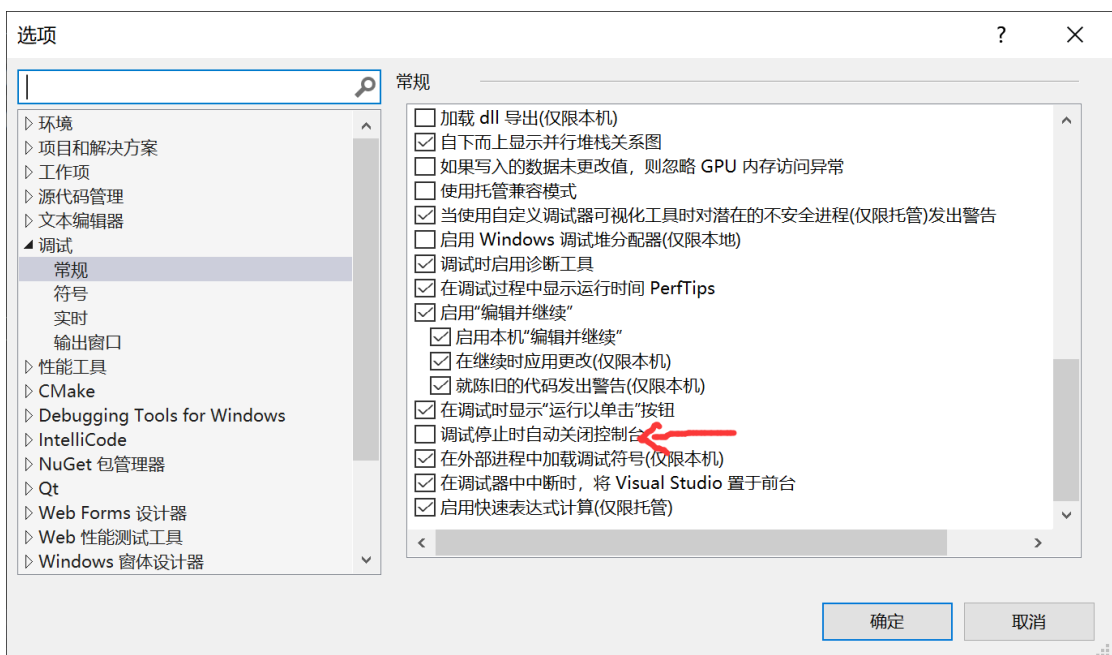 选项
?
常规
环境
项目和解决方案
工作项
源代码管理
文本编辑器
调试
常规
符号
实时
输出窗口
性能工具
CMake
Debugging Tools for Windows
IntelliCode
NuGet 包管理器
Qt
Web Forms 设计器
Web 性能测试工具
Windows 窗体设计器
加载 dll 导出(仅限本机)
自下而上显示并行堆栈关系图
如果写入的数据未更改值，则忽略 GPU 内存访问异常
使用托管兼容模式
当使用自定义调试器可视化工具时对潜在的不安全进程(仅限托管)发出警告
启用 Windows 调试堆分配器(仅限本地)
调试时启用诊断工具
在调试过程中显示运行时间 PerfTips
启用“编辑并继续”
启用本机“编辑并继续”
在继续时应用更改(仅限本机)
就陈旧的代码发出警告(仅限本机)
在调试时显示“运行以单击”按钮
调试停止时自动关闭控制台
在外部进程中加载调试符号(仅限本机)
在调试器中中断时，将 Visual Studio 置于前台
启用快速表达式计算(仅限托管)
确定
取消